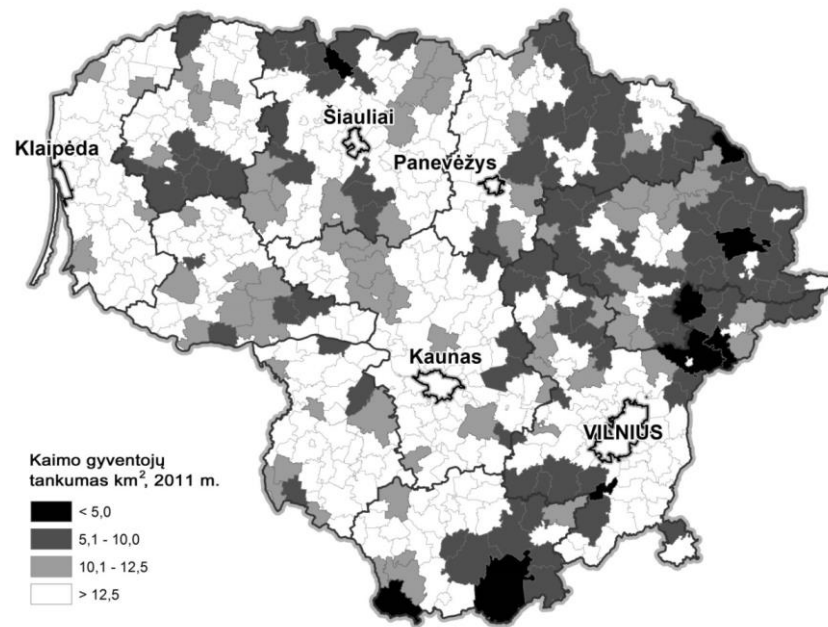 Šiauliai
Klaipėda
Panevėžys
Kaunas
VILNIUS
Kaimo gyventojų
tankumas km², 2011 m.
< 5,0
5,1 - 10,0
10,1 - 12,5
> 12,5